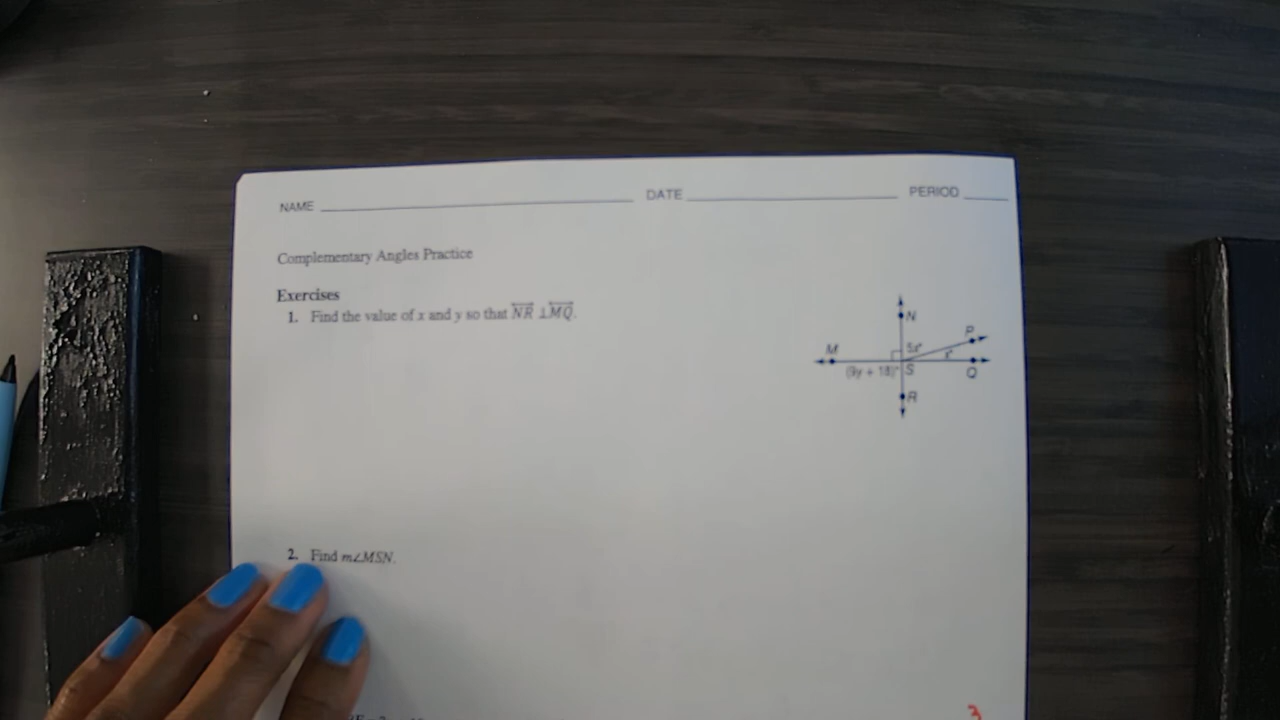 NAME DATE PERIOD
Complementary Angles Practice
Exercises
1. Find the value of x and y so that NR ⊥ MQ.
N
P
M
5x°
x°
(9y + 18)° S
Q
R
2. Find m∠MSN.
3